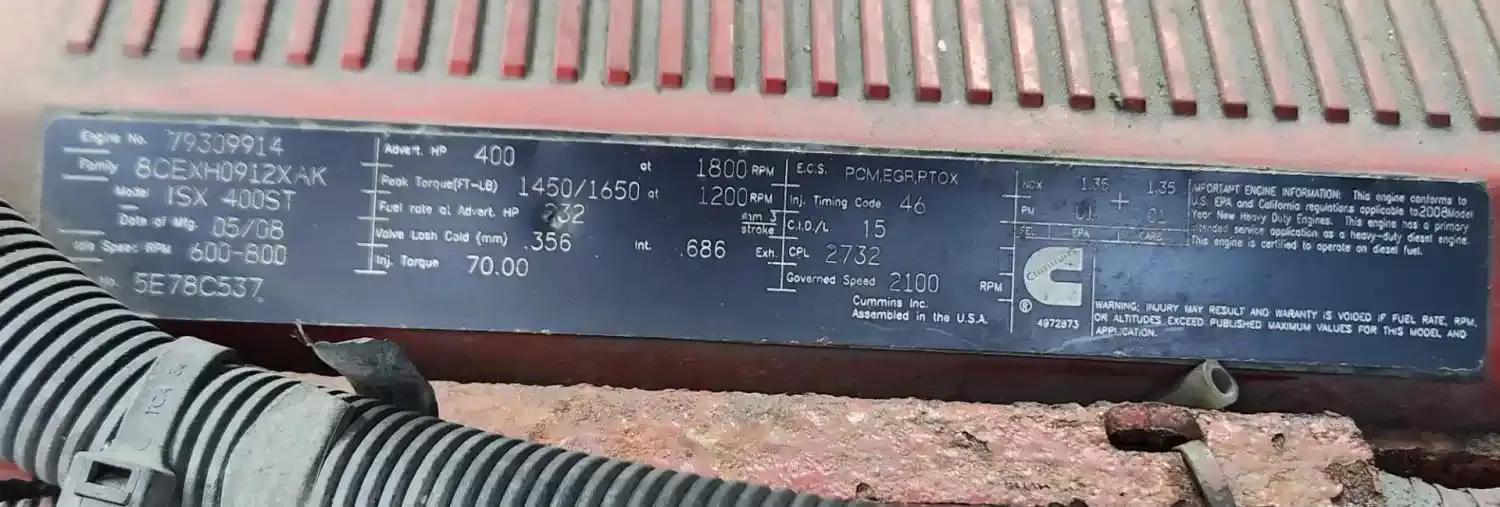 Engine No. 79309914
Family 8CEXH0912XAK
Model ISX 400ST
Date of Mfg. 05/08
Idle Speed RPM 600-800
No. 5E78C537
Advert. HP 400 at 1800 RPM
Peak Torque(FT-LB) 1450/1650 at 1200 RPM
Fuel rate at Advert. HP 232 mm 3 stroke
Valve Lash Cold (mm) .356 Int. .686 Exh.
Inj. Torque 70.00
E.C.S. PCM,EGR,PTOX
Inj. Timing Code 46
C.I.D./L 15
CPL 2732
Governed Speed 2100 RPM
Cummins Inc.
Assembled in the U.S.A.
NOX 1.35 + 1.35
PM .01 .01
FEL EPA CARB
Cummins
®
4972873
IMPORTANT ENGINE INFORMATION: This engine conforms to
U.S. EPA and California regulations applicable to 2008 Model
Year New Heavy Duty Engines. This engine has a primary
intended service application as a heavy-duty diesel engine.
This engine is certified to operate on diesel fuel.
WARNING: INJURY MAY RESULT AND WARANTY IS VOIDED IF FUEL RATE, RPM,
OR ALTITUDES EXCEED PUBLISHED MAXIMUM VALUES FOR THIS MODEL AND
APPLICATION.